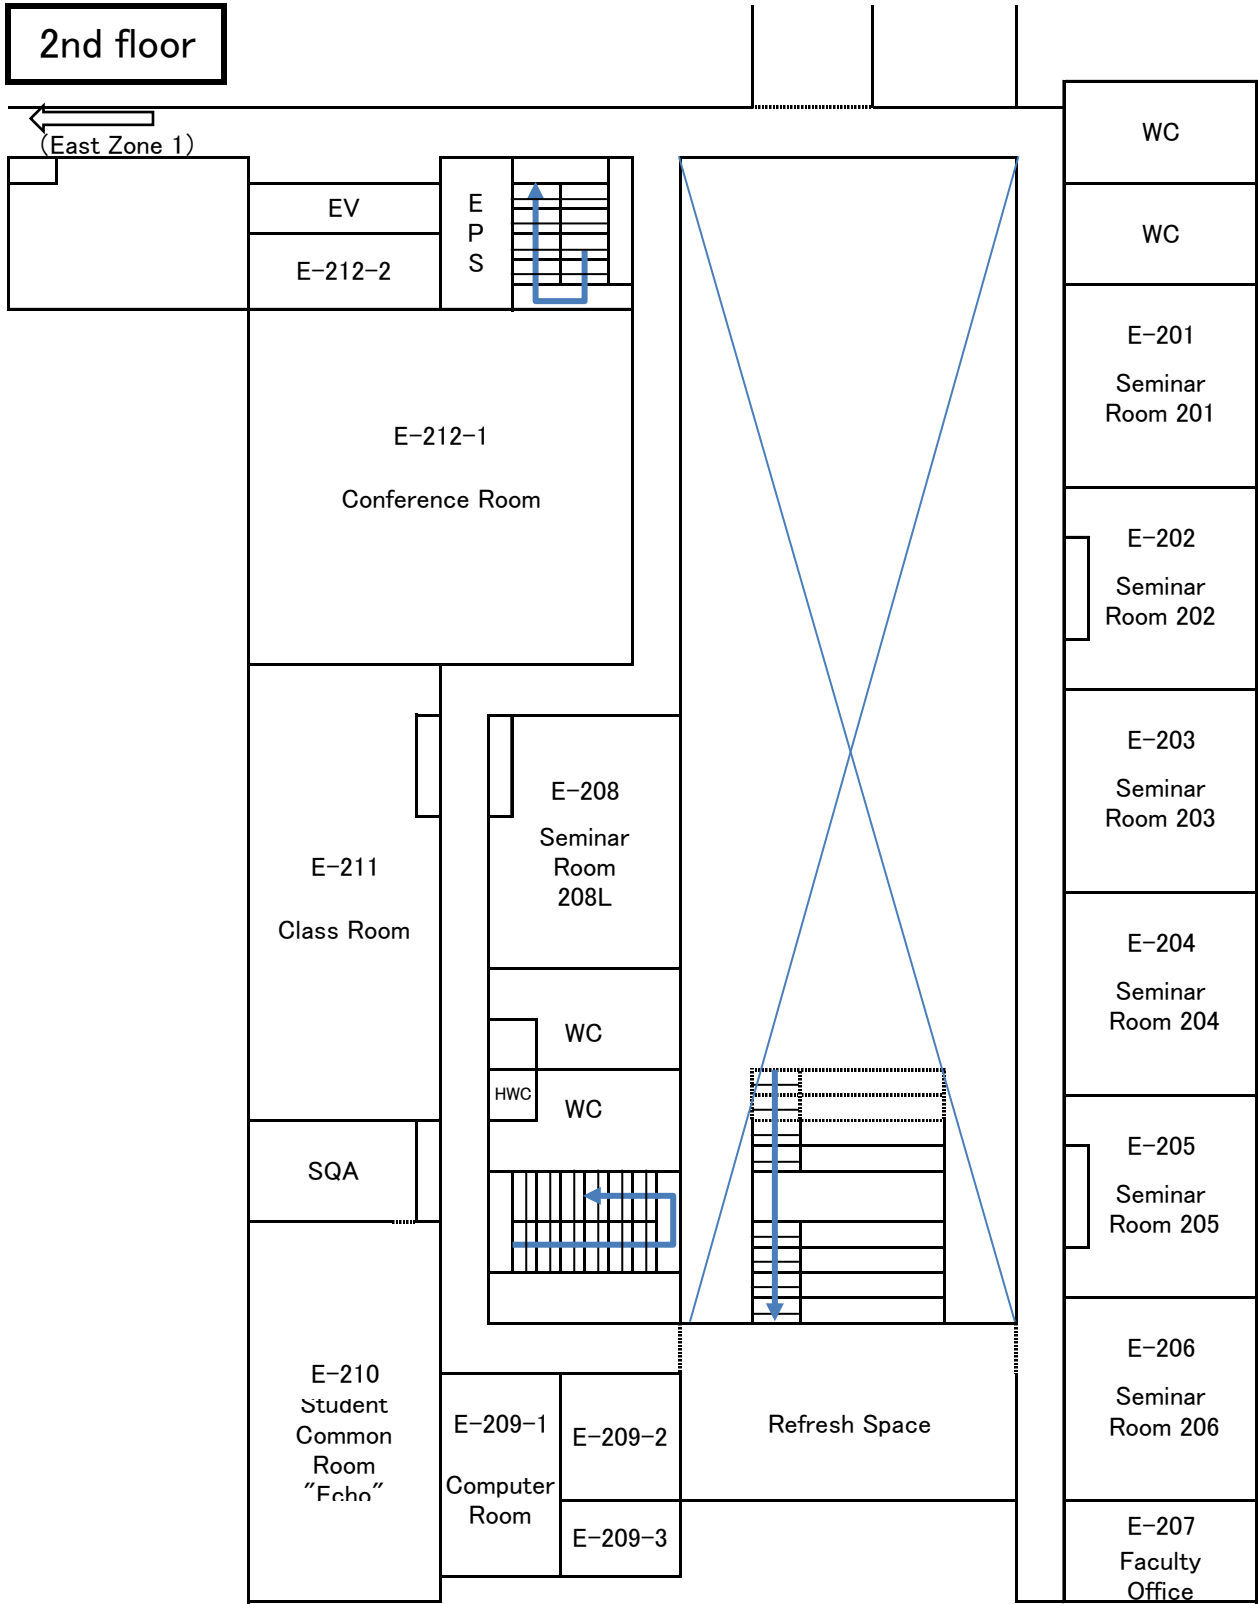 2nd floor
(East Zone 1)
WC
WC
EV
E
P
S
E-212-2
E-201
Seminar
Room 201
E-212-1
Conference Room
E-202
Seminar
Room 202
E-203
Seminar
Room 203
E-208
Seminar
Room
208L
E-211
Class Room
E-204
Seminar
Room 204
WC
HWC
WC
SQA
E-205
Seminar
Room 205
E-206
Seminar
Room 206
E-210
Student
Common
Room
"Echo"
E-209-1
Computer
Room
E-209-2
E-209-3
Refresh Space
E-207
Faculty
Office